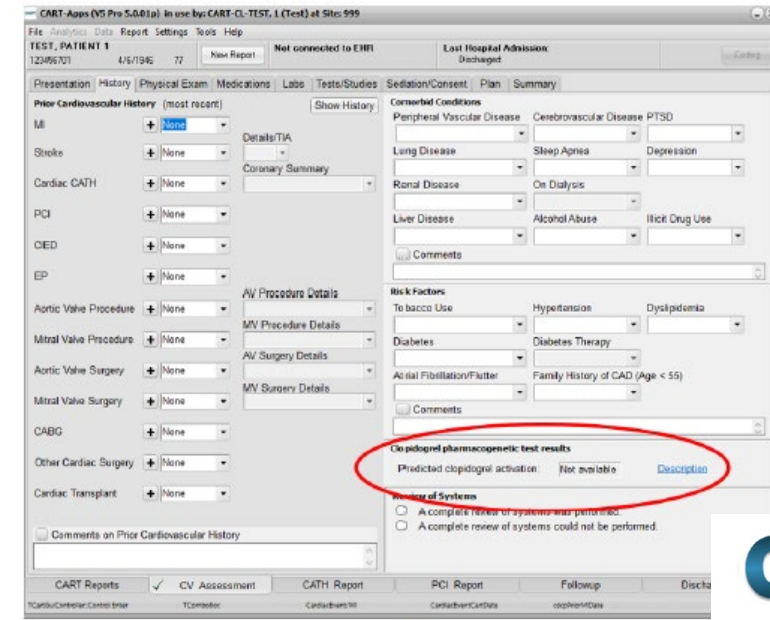 CART-Apps (V5 Pro 5.0.01p) in use by: CART-CL-TEST, 1 (Test) at Site: 999
File Analytics Data Report Settings Tools Help
TEST, PATIENT 1
4/6/1946 77
New Report
Not connected to EHR
Last Hospital Admission:
Discharged
Coding
Presentation History Physical Exam Medications Labs Tests/Studies Sedation/Consent Plan Summary
Prior Cardiovascular History (most recent)
Show History
MI + None
Details/TIA
Stroke + None
Coronary Summary
Cardiac CATH + None
PCI + None
CIED + None
EP + None
AV Procedure Details
Aortic Valve Procedure + None
MV Procedure Details
Mitral Valve Procedure + None
AV Surgery Details
Aortic Valve Surgery + None
MV Surgery Details
Mitral Valve Surgery + None
CABG + None
Other Cardiac Surgery + None
Cardiac Transplant + None
Comments on Prior Cardiovascular History
Comorbid Conditions
Peripheral Vascular Disease Cerebrovascular Disease PTSD
Lung Disease Sleep Apnea Depression
Renal Disease On Dialysis
Liver Disease Alcohol Abuse Illicit Drug Use
Comments
Risk Factors
Tobacco Use Hypertension Dyslipidemia
Diabetes Diabetes Therapy
Atrial Fibrillation/Flutter Family History of CAD (Age < 55)
Comments
Clopidogrel pharmacogenetic test results
Predicted clopidogrel activation: Not available Description
Review of Systems
A complete review of systems was performed.
A complete review of systems could not be performed.
CART Reports ✓ CV Assessment CATH Report PCI Report Followup Discha